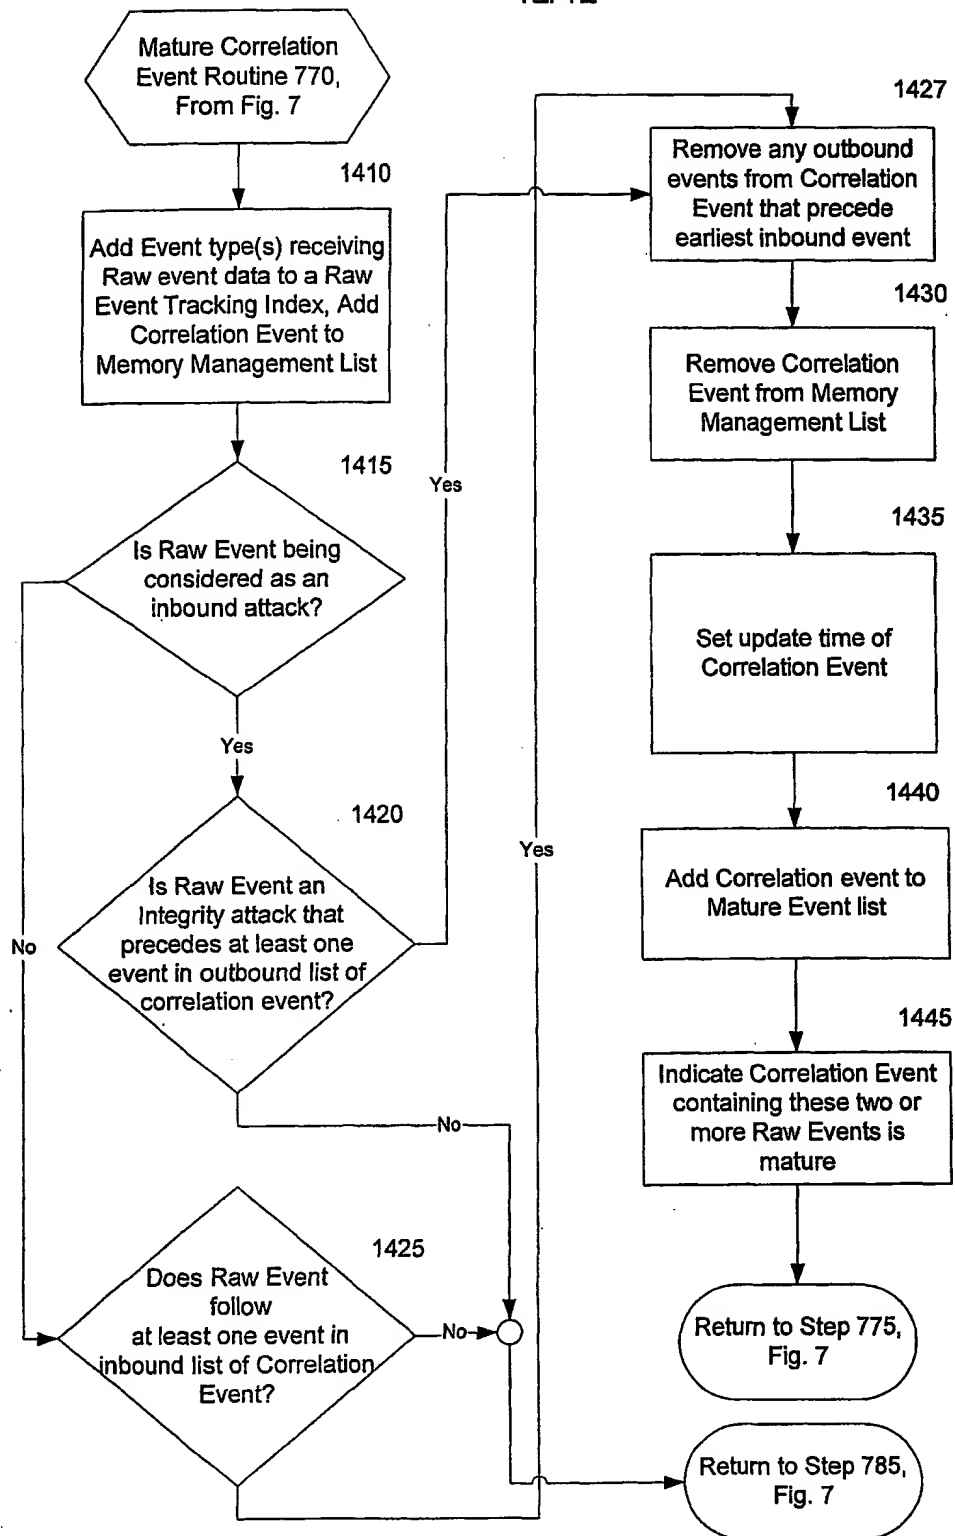 Mature Correlation
Event Routine 770,
From Fig. 7
1410
Add Event type(s) receiving
Raw event data to a Raw
Event Tracking Index, Add
Correlation Event to
Memory Management List
1415
Is Raw Event being
considered as an
inbound attack?
Yes
No
1420
Is Raw Event an
Integrity attack that
precedes at least one
event in outbound list of
correlation event?
Yes
No
1425
Does Raw Event
follow
at least one event in
inbound list of Correlation
Event?
No
Yes
1427
Remove any outbound
events from Correlation
Event that precede
earliest inbound event
1430
Remove Correlation
Event from Memory
Management List
1435
Set update time of
Correlation Event
1440
Add Correlation event to
Mature Event list
1445
Indicate Correlation Event
containing these two or
more Raw Events is
mature
Return to Step 775,
Fig. 7
Return to Step 785,
Fig. 7